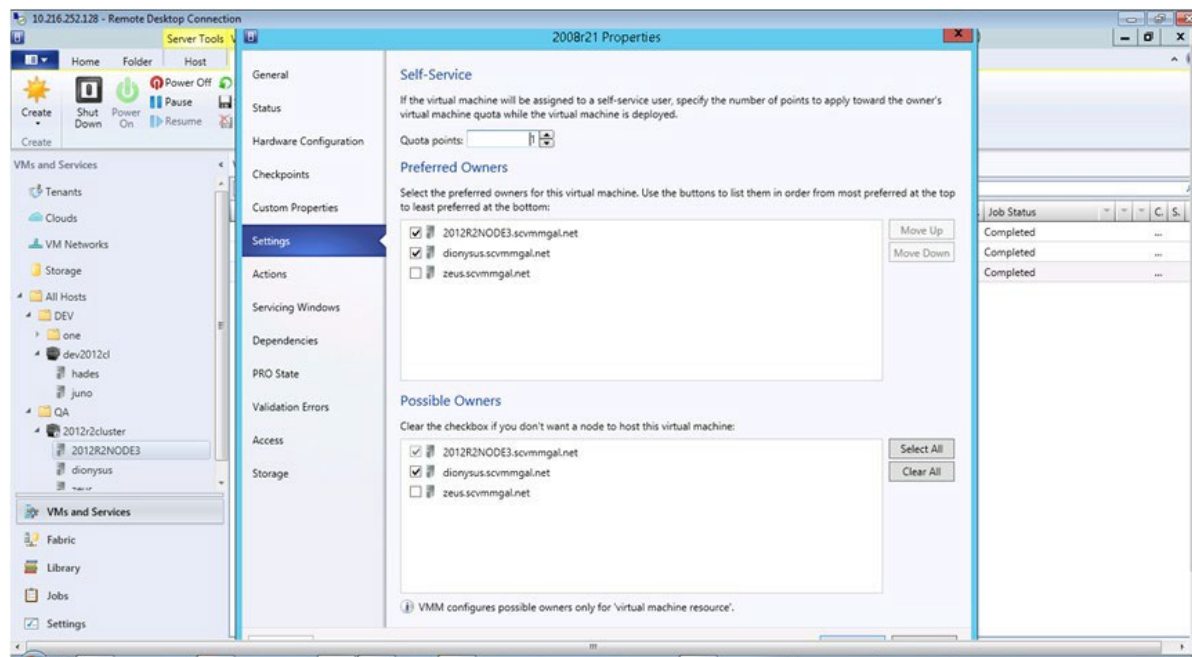 10.216.252.128 - Remote Desktop Connection
Server Tools
2008r21 Properties
Home Folder Host
Create
Shut Down
Power On
Power Off
Pause
Resume
Create
VMs and Services
Tenants
Clouds
VM Networks
Storage
All Hosts
DEV
one
dev2012cl
hades
juno
QA
2012r2cluster
2012R2NODE3
dionysus
VMs and Services
Fabric
Library
Jobs
Settings
General
Status
Hardware Configuration
Checkpoints
Custom Properties
Settings
Actions
Servicing Windows
Dependencies
PRO State
Validation Errors
Access
Storage
Self-Service
If the virtual machine will be assigned to a self-service user, specify the number of points to apply toward the owner's
virtual machine quota while the virtual machine is deployed.
Quota points: 1
Preferred Owners
Select the preferred owners for this virtual machine. Use the buttons to list them in order from most preferred at the top
to least preferred at the bottom:
2012R2NODE3.scvmmgal.net
dionysus.scvmmgal.net
zeus.scvmmgal.net
Move Up
Move Down
Possible Owners
Clear the checkbox if you don't want a node to host this virtual machine:
2012R2NODE3.scvmmgal.net
dionysus.scvmmgal.net
zeus.scvmmgal.net
Select All
Clear All
VMM configures possible owners only for 'virtual machine resource'.
Job Status C. S.
Completed ...
Completed ...
Completed ...